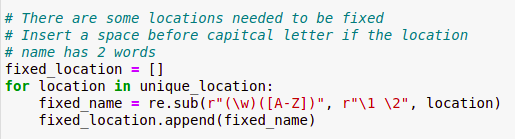 # There are some locations needed to be fixed
# Insert a space before capitcal letter if the location
# name has 2 words
fixed_location = []
for location in unique_location:
    fixed_name = re.sub(r"(\w)([A-Z])", r"\1 \2", location)
    fixed_location.append(fixed_name)